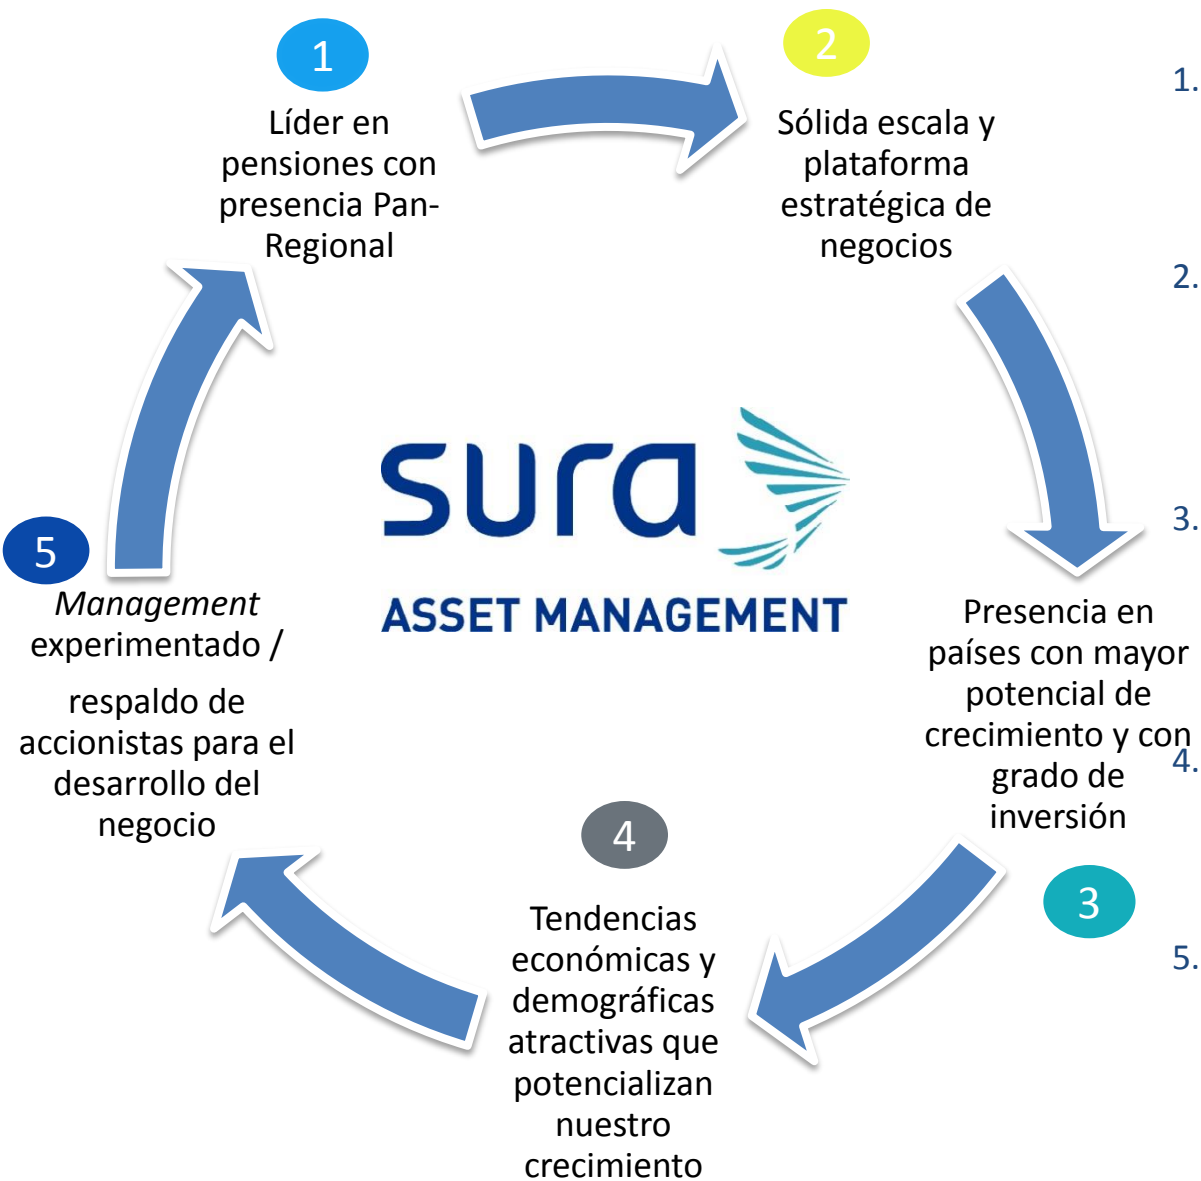 1
Líder en
pensiones con
presencia Pan-
Regional
2
Sólida escala y
plataforma
estratégica de
negocios
Presencia en
países con mayor
potencial de
crecimiento y con
grado de
inversión
3
4
Tendencias
económicas y
demográficas
atractivas que
potencializan
nuestro
crecimiento
5
Management
experimentado /
respaldo de
accionistas para el
desarrollo del
negocio
sura
ASSET MANAGEMENT
1.
2.
3.
4.
5.